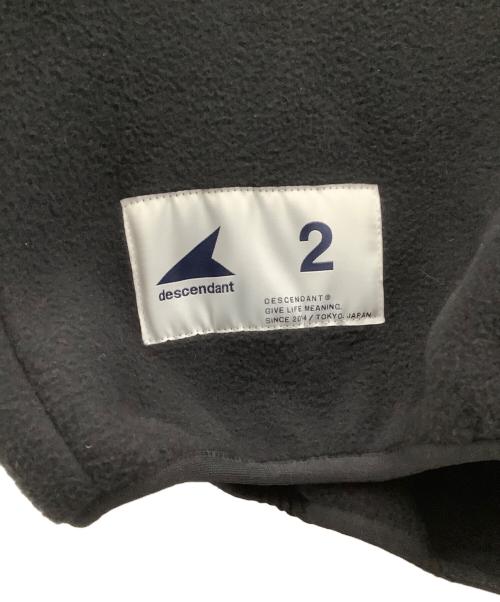 descendant
2
DESCENDANT®
GIVE LIFE MEANING.
SINCE 2014 / TOKYO, JAPAN